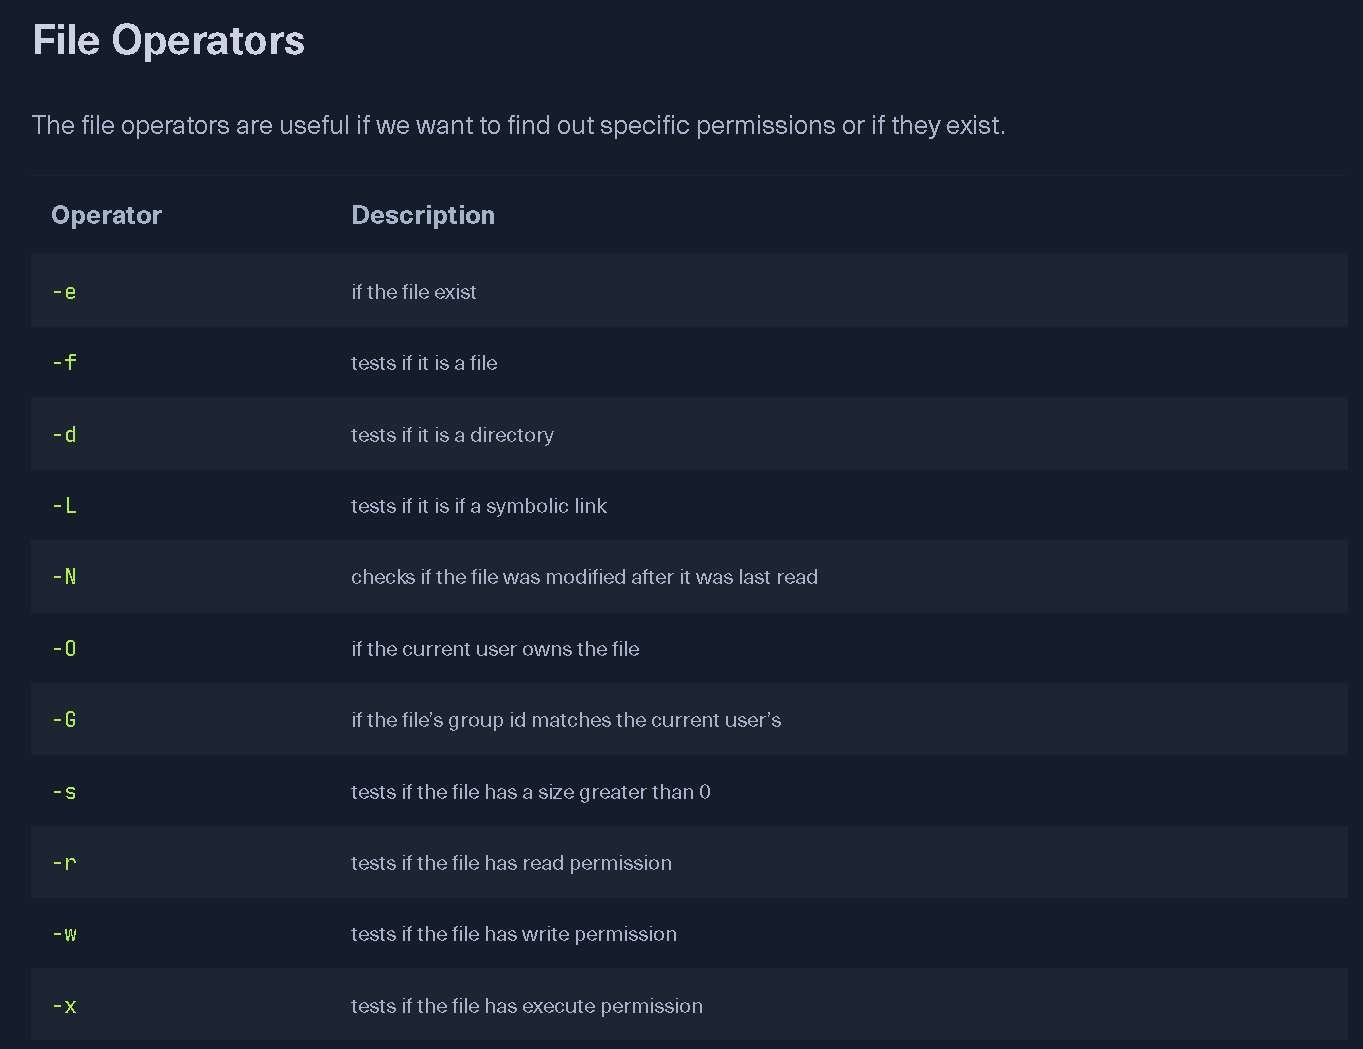 File Operators
The file operators are useful if we want to find out specific permissions or if they exist.
Operator Description
-e if the file exist
-f tests if it is a file
-d tests if it is a directory
-L tests if it is if a symbolic link
-N checks if the file was modified after it was last read
-O if the current user owns the file
-G if the file’s group id matches the current user’s
-s tests if the file has a size greater than 0
-r tests if the file has read permission
-w tests if the file has write permission
-x tests if the file has execute permission